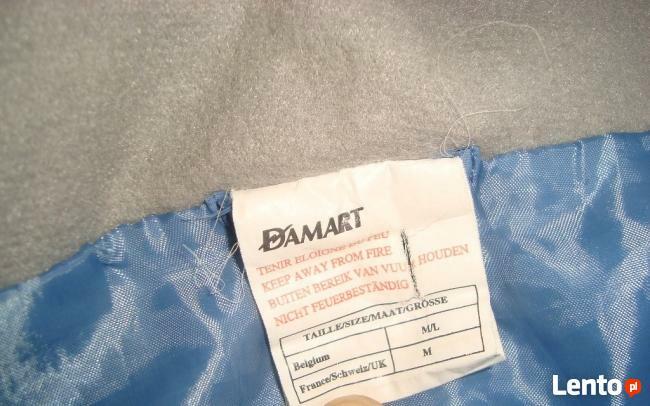 DAMART
TENIR ELOIGNE DU FEU
KEEP AWAY FROM FIRE
BUITEN BEREIK VAN VUUR HOUDEN
NICHT FEUERBESTÄNDIG
TAILLE/SIZE/MAAT/GRÖSSE
Belgium M/L
France/Schweiz/UK M
Lento pl